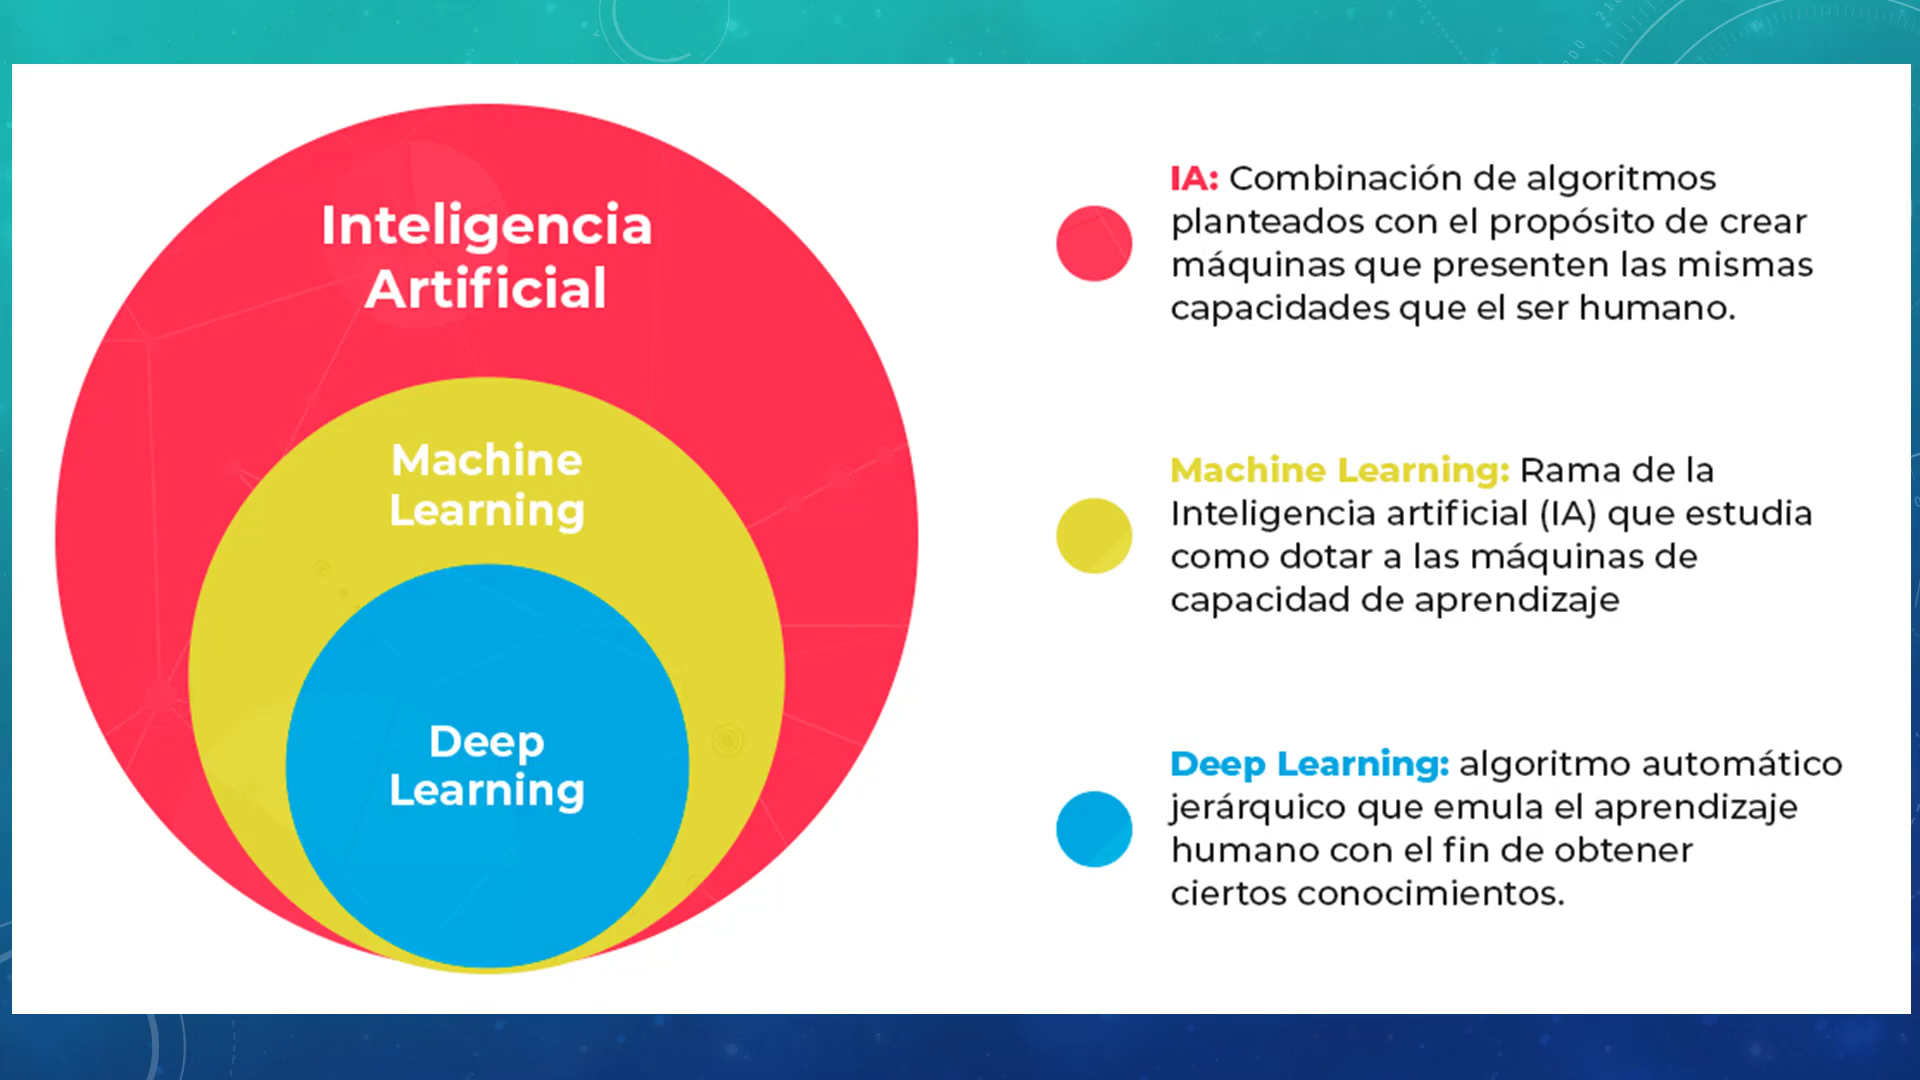 Inteligencia
Artificial
Machine
Learning
Deep
Learning
IA: Combinación de algoritmos
planteados con el propósito de crear
máquinas que presenten las mismas
capacidades que el ser humano.
Machine Learning: Rama de la
Inteligencia artificial (IA) que estudia
como dotar a las máquinas de
capacidad de aprendizaje
Deep Learning: algoritmo automático
jerárquico que emula el aprendizaje
humano con el fin de obtener
ciertos conocimientos.